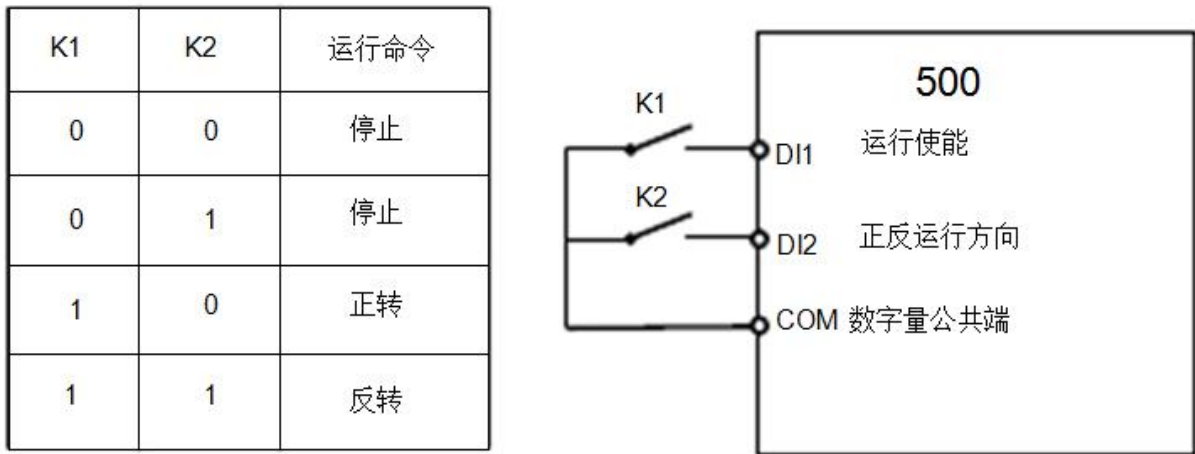 K1 K2 运行命令
0 0 停止
0 1 停止
1 0 正转
1 1 反转
500
K1
DI1 运行使能
K2
DI2 正反运行方向
COM 数字量公共端